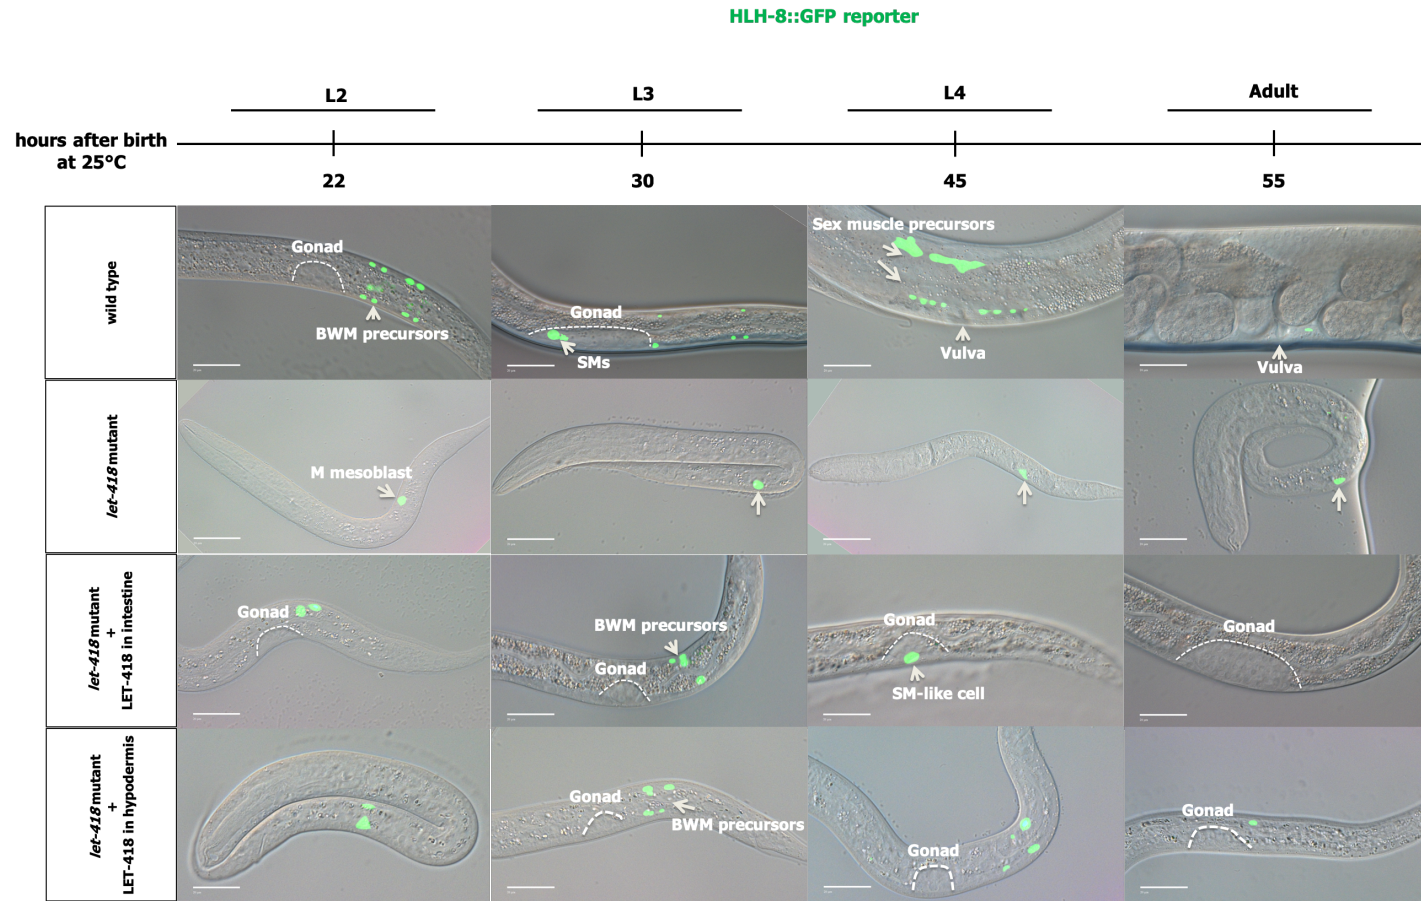 HLH-8::GFP reporter
L2
L3
L4
Adult
hours after birth
at 25°C
22
30
45
55
wild type
Gonad
BWM precursors
Gonad
SMs
Sex muscle precursors
Vulva
Vulva
let-418 mutant
M mesoblast
let-418 mutant
+
LET-418 in intestine
Gonad
BWM precursors
Gonad
Gonad
SM-like cell
Gonad
let-418 mutant
+
LET-418 in hypodermis
Gonad
BWM precursors
Gonad
Gonad